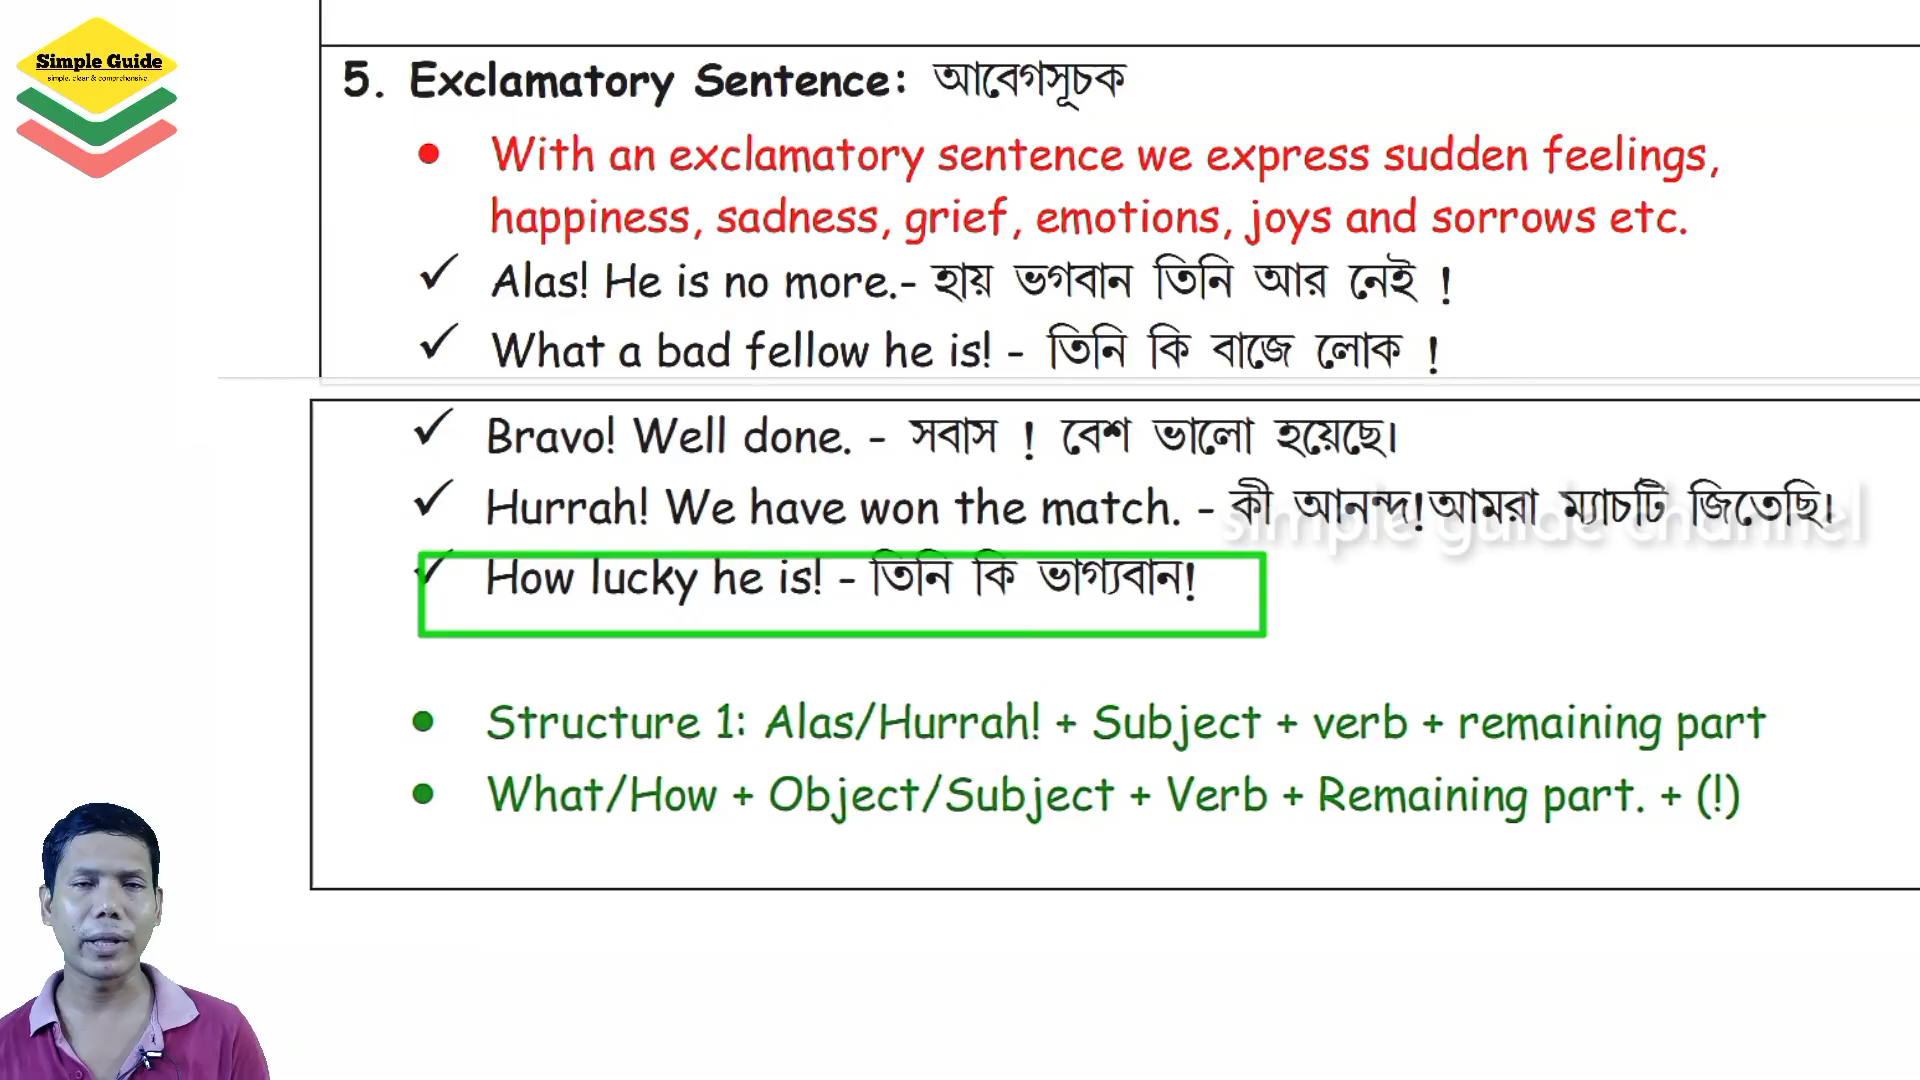 Simple Guide
simple, clear & comprehensive
5. Exclamatory Sentence: আবেগসূচক
• With an exclamatory sentence we express sudden feelings,
happiness, sadness, grief, emotions, joys and sorrows etc.
✓ Alas! He is no more.- হায় ভগবান তিনি আর নেই !
✓ What a bad fellow he is! - তিনি কি বাজে লোক !
✓ Bravo! Well done. - সবাস ! বেশ ভালো হয়েছে।
✓ Hurrah! We have won the match. - কী আনন্দ!আমরা ম্যাচটি জিতেছি।
simple guide channel
✓ How lucky he is! - তিনি কি ভাগ্যবান!
• Structure 1: Alas/Hurrah! + Subject + verb + remaining part
• What/How + Object/Subject + Verb + Remaining part. + (!)